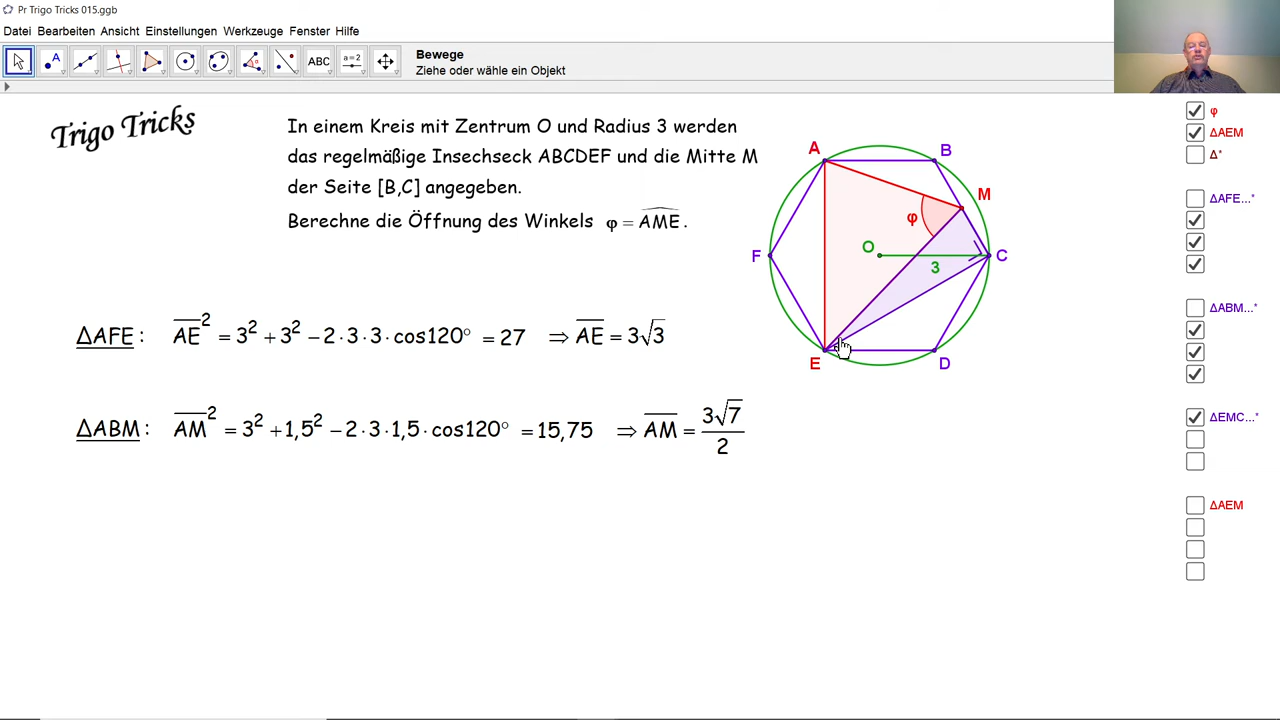 Pr Trigo Tricks 015.ggb
Datei Bearbeiten Ansicht Einstellungen Werkzeuge Fenster Hilfe
A
ABC
a=2
Bewege
Ziehe oder wähle ein Objekt
Trigo Tricks
In einem Kreis mit Zentrum O und Radius 3 werden
das regelmäßige Insechseck ABCDEF und die Mitte M
der Seite [B,C] angegeben.
Berechne die Öffnung des Winkels φ = AME.
A
B
M
φ
O
3
F
C
E
D
ΔAFE: AE² = 3² + 3² − 2·3·3·cos120° = 27 ⇒ AE = 3√3
ΔABM: AM² = 3² + 1,5² − 2·3·1,5·cos120° = 15,75 ⇒ AM = 3√7/2
φ
ΔAEM
Δ*
ΔAFE...*
ΔABM...*
ΔEMC...*
ΔAEM